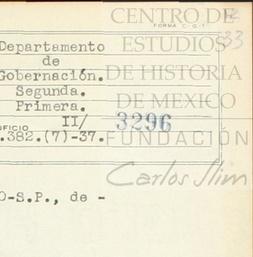 CENTRO DE
FORMA C-G-1
Departamento
ESTUDIOS
33
de
Gobernación.
DE HISTORIA
Segunda.
DE MEXICO
Primera.
II/
3296
OFICIO
.382.(7)-37.
FUNDACIÓN
Carlos Slim
O-S.P., de -